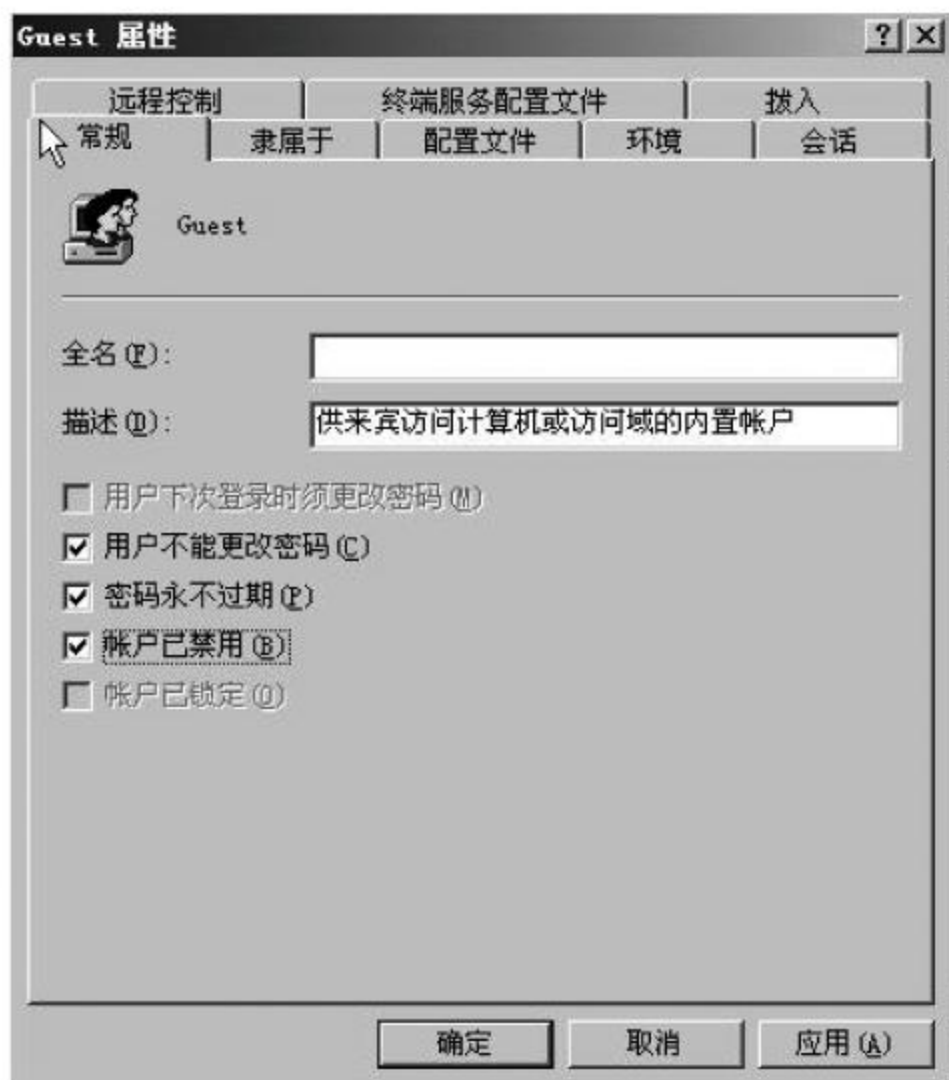 Guest 属性
远程控制 终端服务配置文件 拨入
常规 隶属于 配置文件 环境 会话
Guest
全名(F):
描述(D): 供来宾访问计算机或访问域的内置帐户
用户下次登录时须更改密码(M)
用户不能更改密码(C)
密码永不过期(P)
帐户已禁用(B)
帐户已锁定(O)
确定 取消 应用(A)